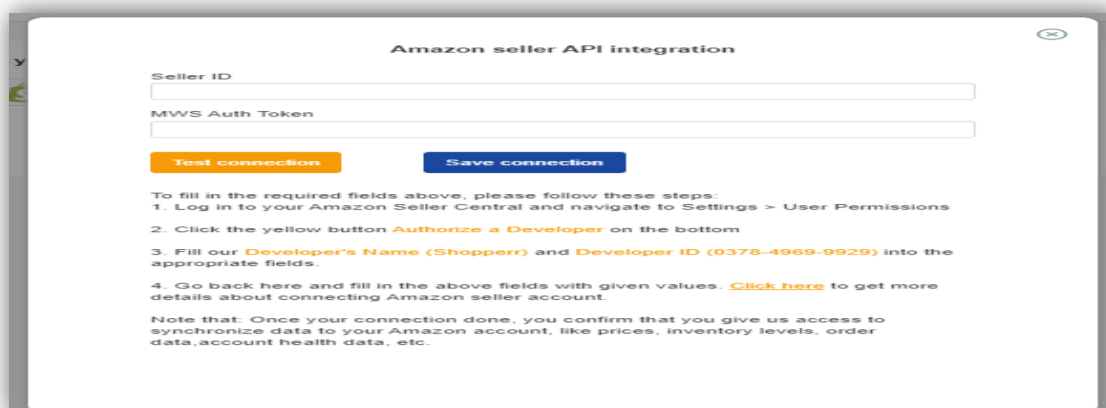 Amazon seller API integration
y
Seller ID
MWS Auth Token
Test connection
Save connection
To fill in the required fields above, please follow these steps:
1. Log in to your Amazon Seller Central and navigate to Settings > User Permissions
2. Click the yellow button Authorize a Developer on the bottom
3. Fill our Developer's Name (Shopperr) and Developer ID (0378-4969-9929) into the
appropriate fields.
4. Go back here and fill in the above fields with given values. Click here to get more
details about connecting Amazon seller account.
Note that: Once your connection done, you confirm that you give us access to
synchronize data to your Amazon account, like prices, inventory levels, order
data,account health data, etc.